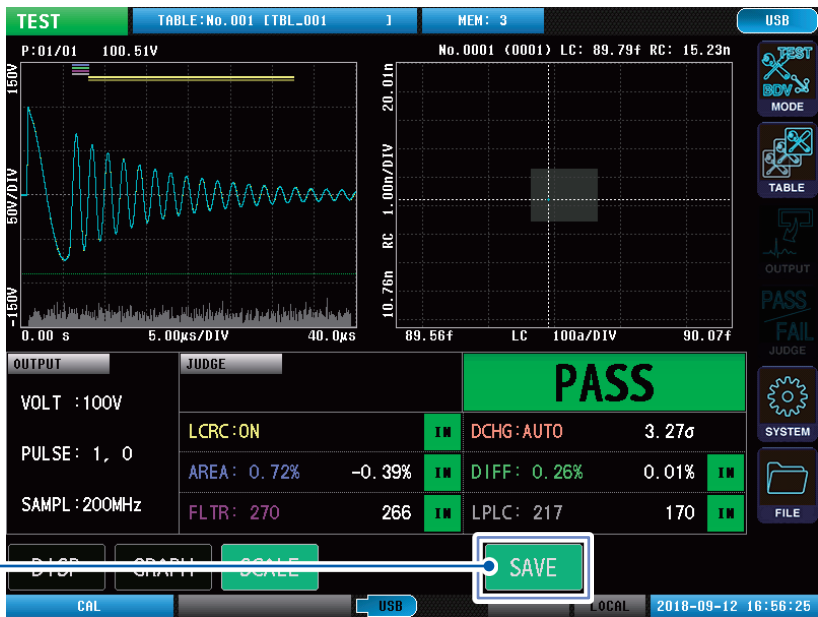 TEST TABLE:No.001 [TBL_001 ] MEM: 3 USB
P:01/01 100.51V No.0001 (0001) LC: 89.79f RC: 15.23n
150V
50V/DIV
-150V
0.00 s 5.00µs/DIV 40.0µs
20.01n
1.00n/DIV
RC
10.76n
89.56f LC 100a/DIV 90.07f
TEST
BDV
MODE
TABLE
OUTPUT
PASS
FAIL
JUDGE
SYSTEM
FILE
OUTPUT
VOLT :100V
PULSE: 1, 0
SAMPL:200MHz
JUDGE
PASS
LCRC:ON IN DCHG:AUTO 3.27σ
AREA: 0.72% -0.39% IN DIFF: 0.26% 0.01% IN
FLTR: 270 266 IN LPLC: 217 170 IN
DISP GRAPH SCALE SAVE
CAL USB LOCAL 2018-09-12 16:56:25